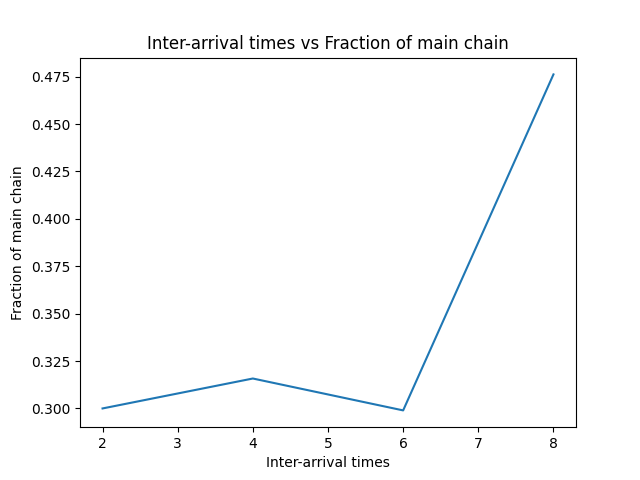 Inter-arrival times vs Fraction of main chain
0.475
0.450
0.425
0.400
0.375
0.350
0.325
0.300
Fraction of main chain
2 3 4 5 6 7 8
Inter-arrival times